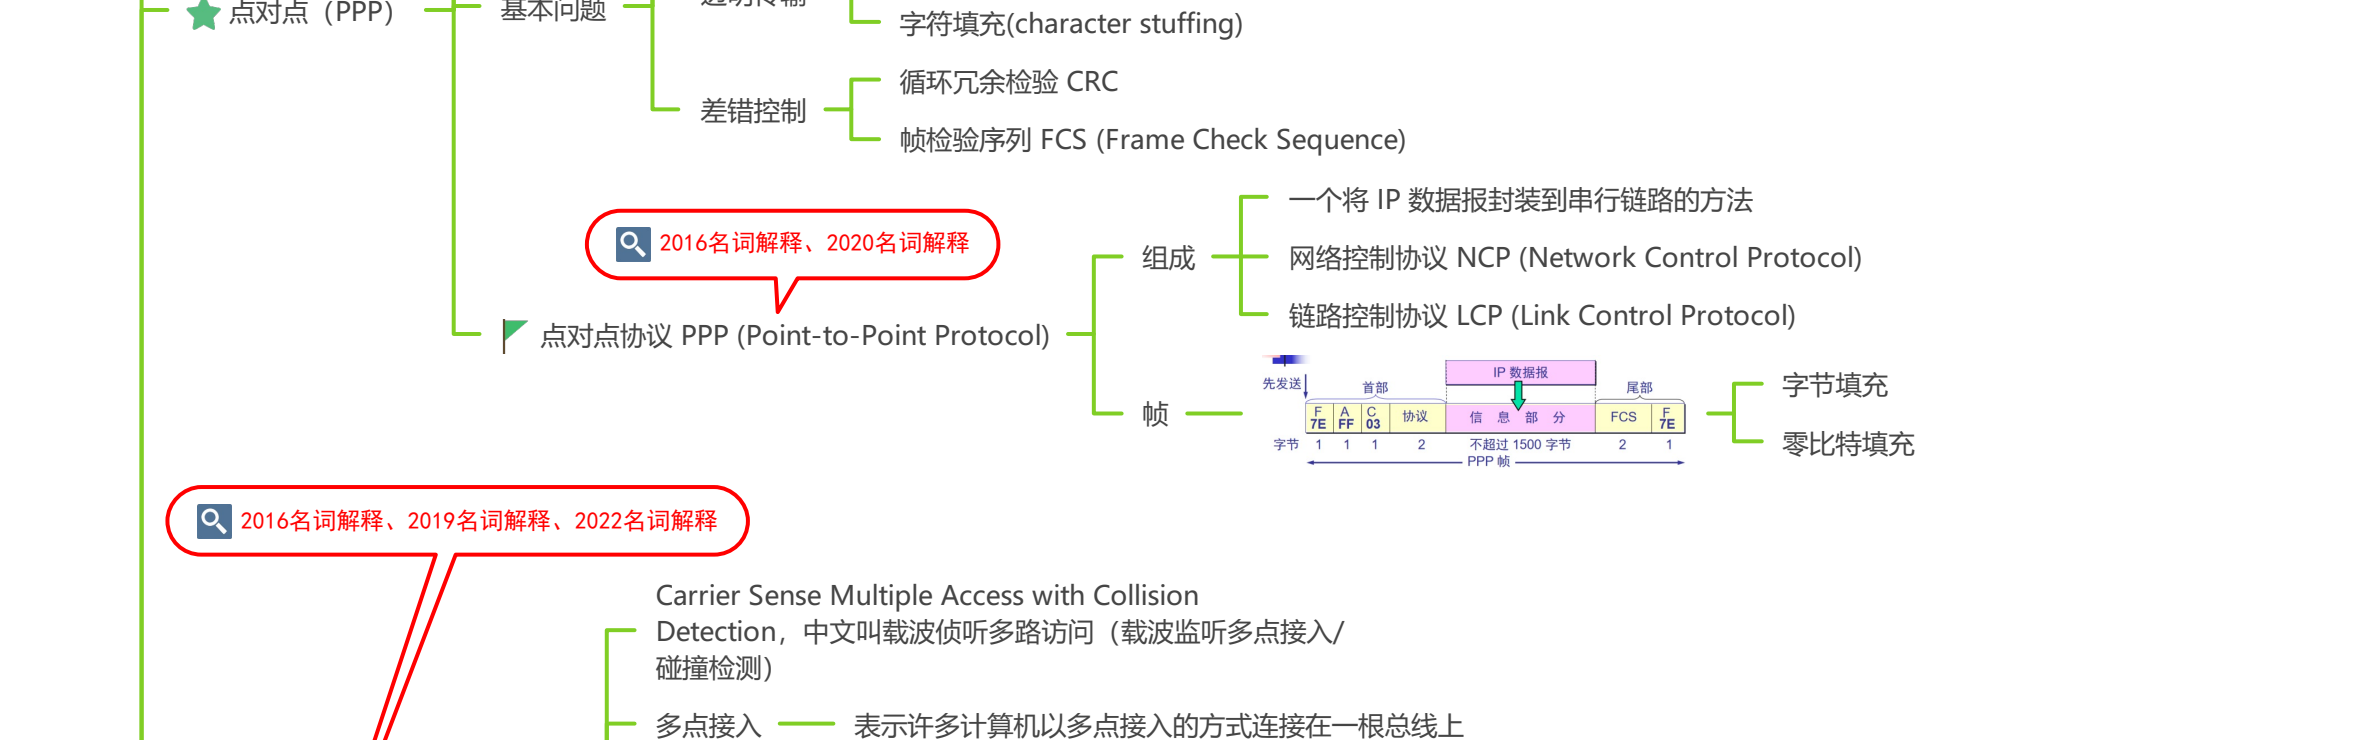 点对点（PPP）
基本问题
透明传输
字符填充(character stuffing)
循环冗余检验 CRC
差错控制
帧检验序列 FCS (Frame Check Sequence)
一个将 IP 数据报封装到串行链路的方法
2016名词解释、2020名词解释
组成
网络控制协议 NCP (Network Control Protocol)
链路控制协议 LCP (Link Control Protocol)
点对点协议 PPP (Point-to-Point Protocol)
IP 数据报
先发送
首部
尾部
字节填充
帧
F A C 协议 信 息 部 分 FCS F
7E FF 03 7E
字节 1 1 1 2 不超过 1500 字节 2 1
零比特填充
PPP 帧
2016名词解释、2019名词解释、2022名词解释
Carrier Sense Multiple Access with Collision
Detection，中文叫载波侦听多路访问（载波监听多点接入/
碰撞检测）
多点接入
表示许多计算机以多点接入的方式连接在一根总线上